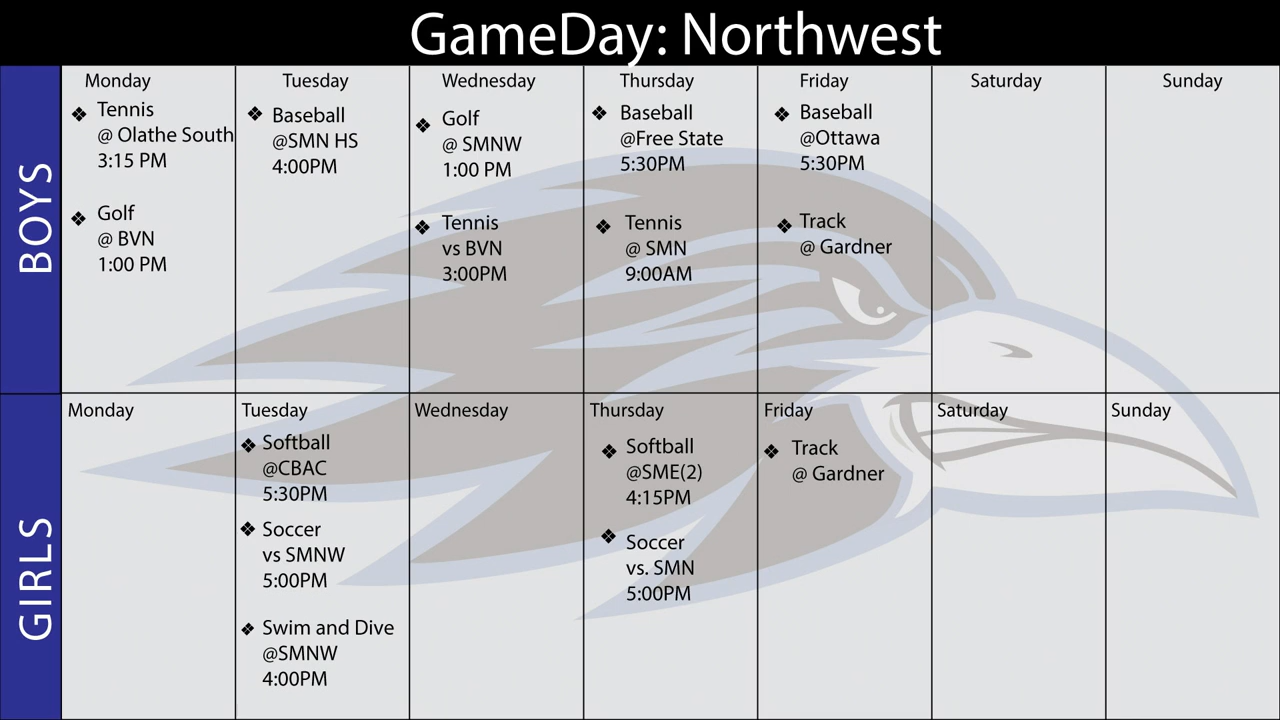 GameDay: Northwest
BOYS
Monday
❖ Tennis
@ Olathe South
3:15 PM
❖ Golf
@ BVN
1:00 PM
Tuesday
❖ Baseball
@SMN HS
4:00PM
Wednesday
❖ Golf
@ SMNW
1:00 PM
❖ Tennis
vs BVN
3:00PM
Thursday
❖ Baseball
@Free State
5:30PM
❖ Tennis
@ SMN
9:00AM
Friday
❖ Baseball
@Ottawa
5:30PM
❖ Track
@ Gardner
Saturday
Sunday
GIRLS
Monday
Tuesday
❖ Softball
@CBAC
5:30PM
❖ Soccer
vs SMNW
5:00PM
❖ Swim and Dive
@SMNW
4:00PM
Wednesday
Thursday
❖ Softball
@SME(2)
4:15PM
❖ Soccer
vs. SMN
5:00PM
Friday
❖ Track
@ Gardner
Saturday
Sunday